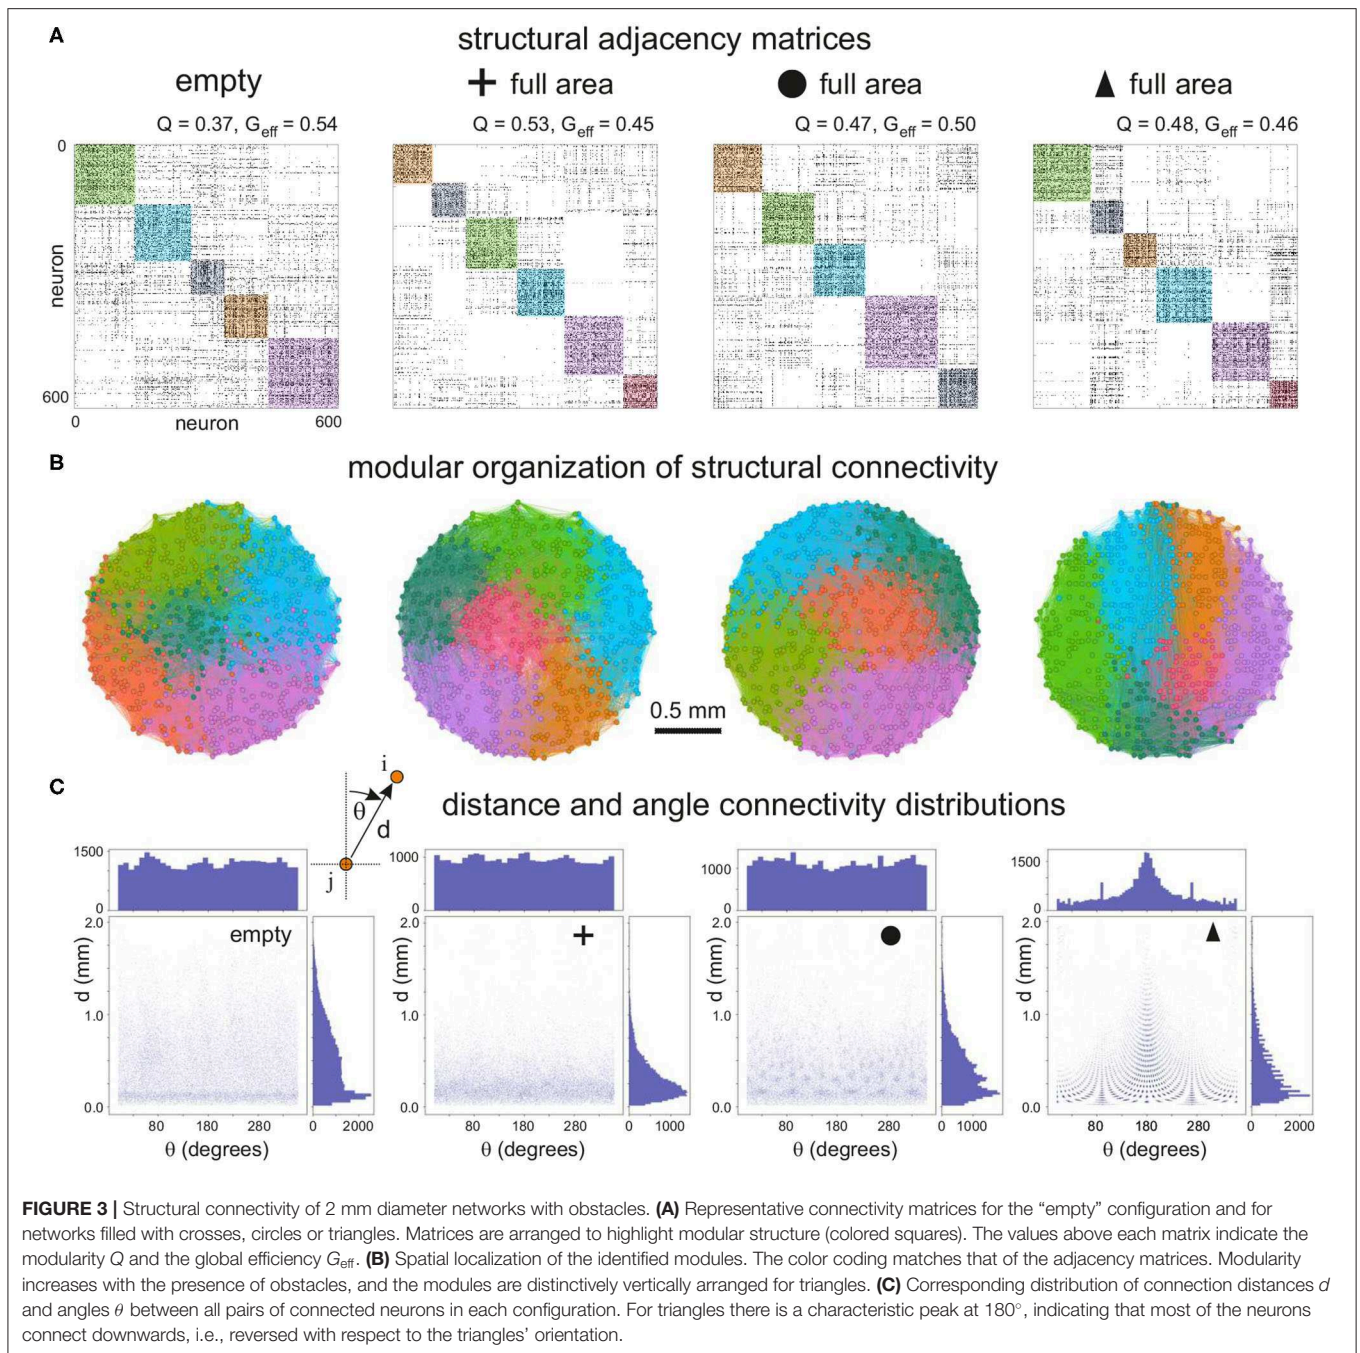 A
structural adjacency matrices
empty
+ full area
● full area
▲ full area
Q = 0.37, Geff = 0.54
Q = 0.53, Geff = 0.45
Q = 0.47, Geff = 0.50
Q = 0.48, Geff = 0.46
0
neuron
600
0
neuron
600
B
modular organization of structural connectivity
0.5 mm
C
i
θ
d
j
distance and angle connectivity distributions
1500
0
1000
0
1000
0
1500
0
empty
2.0
d (mm)
1.0
0.0
80 180 280
θ (degrees)
0 2000
2.0
d (mm)
1.0
0.0
80 180 280
θ (degrees)
0 1000
2.0
d (mm)
1.0
0.0
80 180 280
θ (degrees)
0 1000
2.0
d (mm)
1.0
0.0
80 180 280
θ (degrees)
0 2000
FIGURE 3 | Structural connectivity of 2 mm diameter networks with obstacles. (A) Representative connectivity matrices for the “empty” configuration and for
networks filled with crosses, circles or triangles. Matrices are arranged to highlight modular structure (colored squares). The values above each matrix indicate the
modularity Q and the global efficiency Geff. (B) Spatial localization of the identified modules. The color coding matches that of the adjacency matrices. Modularity
increases with the presence of obstacles, and the modules are distinctively vertically arranged for triangles. (C) Corresponding distribution of connection distances d
and angles θ between all pairs of connected neurons in each configuration. For triangles there is a characteristic peak at 180°, indicating that most of the neurons
connect downwards, i.e., reversed with respect to the triangles’ orientation.